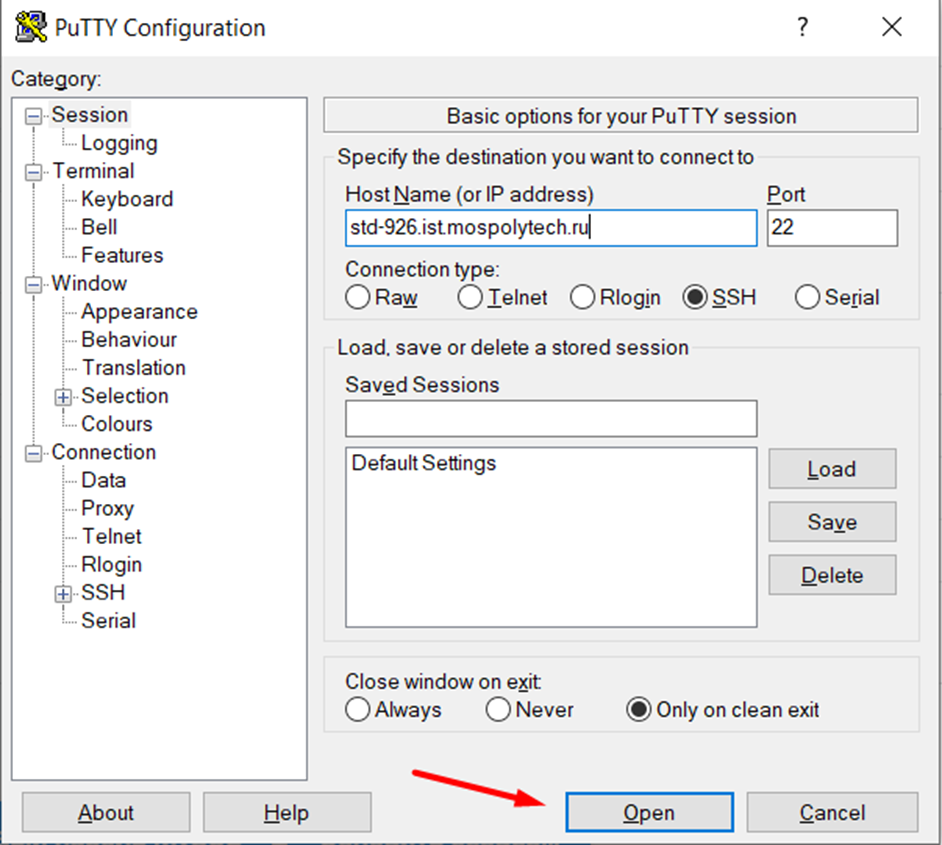 PuTTY Configuration
?
Category:
Session
Logging
Terminal
Keyboard
Bell
Features
Window
Appearance
Behaviour
Translation
Selection
Colours
Connection
Data
Proxy
Telnet
Rlogin
SSH
Serial
Basic options for your PuTTY session
Specify the destination you want to connect to
Host Name (or IP address) Port
std-926.ist.mospolytech.ru 22
Connection type:
Raw Telnet Rlogin SSH Serial
Load, save or delete a stored session
Saved Sessions
Default Settings
Load
Save
Delete
Close window on exit:
Always Never Only on clean exit
About Help Open Cancel